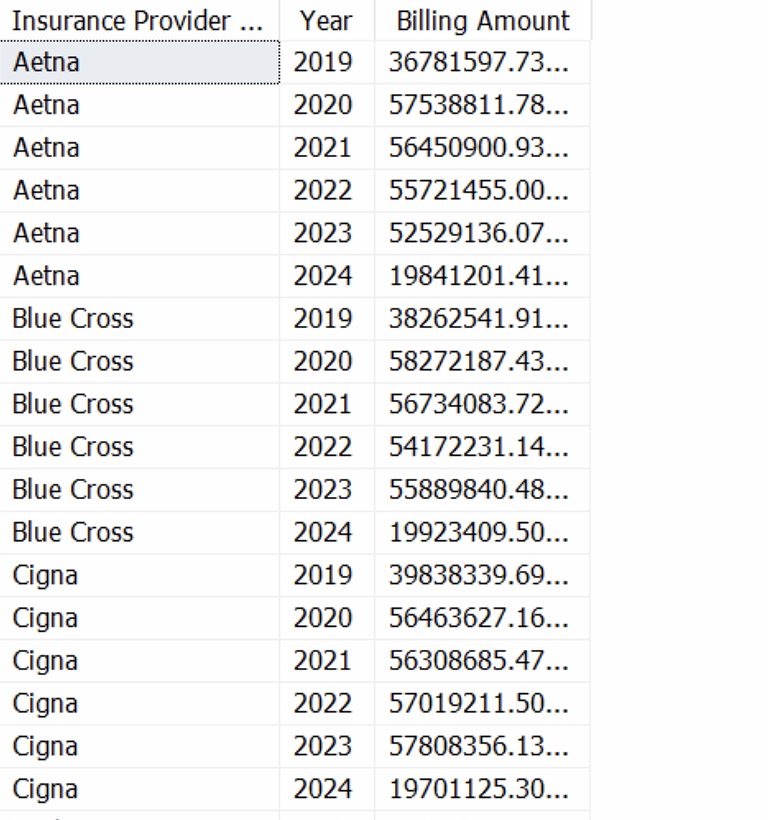 Insurance Provider ... Year Billing Amount
Aetna 2019 36781597.73...
Aetna 2020 57538811.78...
Aetna 2021 56450900.93...
Aetna 2022 55721455.00...
Aetna 2023 52529136.07...
Aetna 2024 19841201.41...
Blue Cross 2019 38262541.91...
Blue Cross 2020 58272187.43...
Blue Cross 2021 56734083.72...
Blue Cross 2022 54172231.14...
Blue Cross 2023 55889840.48...
Blue Cross 2024 19923409.50...
Cigna 2019 39838339.69...
Cigna 2020 56463627.16...
Cigna 2021 56308685.47...
Cigna 2022 57019211.50...
Cigna 2023 57808356.13...
Cigna 2024 19701125.30...